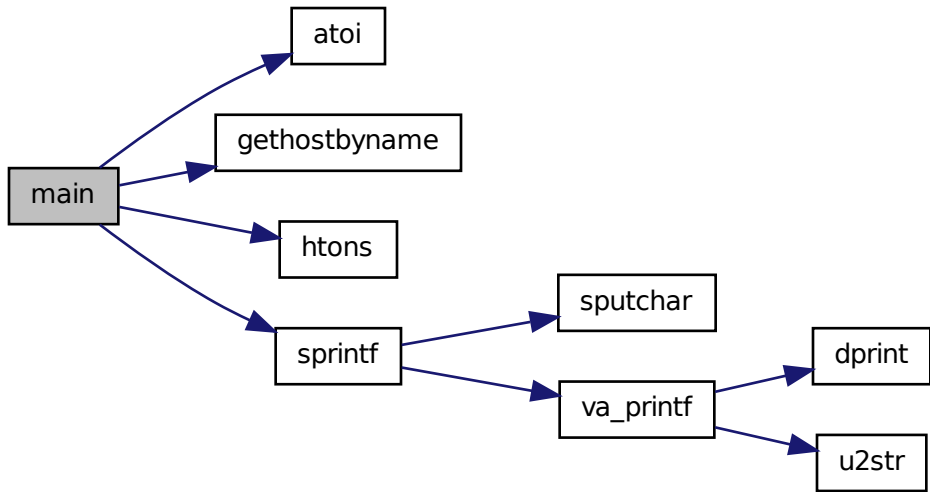 atoi
gethostbyname
main
htons
sputchar
sprintf
dprint
va_printf
u2str